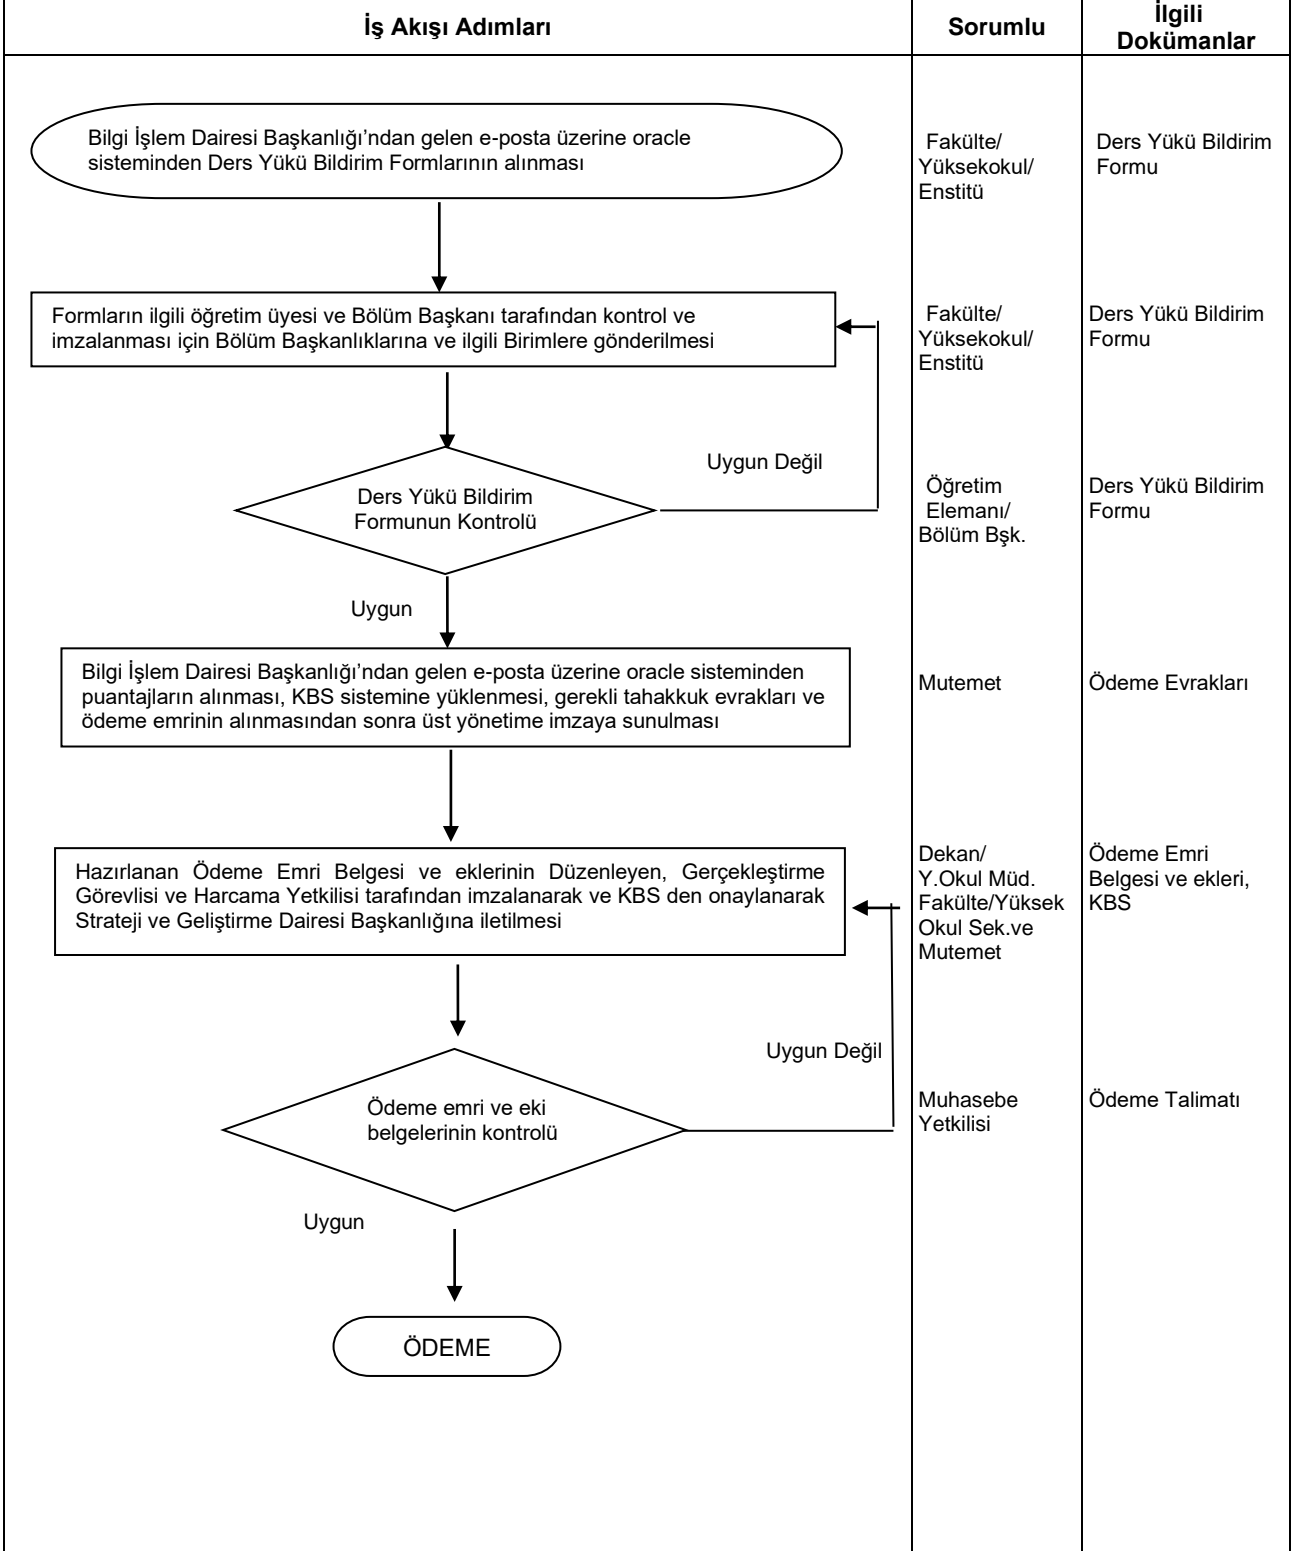 İş Akışı Adımları
Sorumlu
İlgili
Dokümanlar
Bilgi İşlem Dairesi Başkanlığı’ndan gelen e-posta üzerine oracle
sisteminden Ders Yükü Bildirim Formlarının alınması
Fakülte/
Yüksekokul/
Enstitü
Ders Yükü Bildirim
Formu
Formların ilgili öğretim üyesi ve Bölüm Başkanı tarafından kontrol ve
imzalanması için Bölüm Başkanlıklarına ve ilgili Birimlere gönderilmesi
Fakülte/
Yüksekokul/
Enstitü
Ders Yükü Bildirim
Formu
Uygun Değil
Ders Yükü Bildirim
Formunun Kontrolü
Öğretim
Elemanı/
Bölüm Bşk.
Ders Yükü Bildirim
Formu
Uygun
Bilgi İşlem Dairesi Başkanlığı’ndan gelen e-posta üzerine oracle sisteminden
puantajların alınması, KBS sistemine yüklenmesi, gerekli tahakkuk evrakları ve
ödeme emrinin alınmasından sonra üst yönetime imzaya sunulması
Mutemet
Ödeme Evrakları
Hazırlanan Ödeme Emri Belgesi ve eklerinin Düzenleyen, Gerçekleştirme
Görevlisi ve Harcama Yetkilisi tarafından imzalanarak ve KBS den onaylanarak
Strateji ve Geliştirme Dairesi Başkanlığına iletilmesi
Dekan/
Y.Okul Müd.
Fakülte/Yüksek
Okul Sek.ve
Mutemet
Ödeme Emri
Belgesi ve ekleri,
KBS
Uygun Değil
Ödeme emri ve eki
belgelerinin kontrolü
Muhasebe
Yetkilisi
Ödeme Talimatı
Uygun
ÖDEME